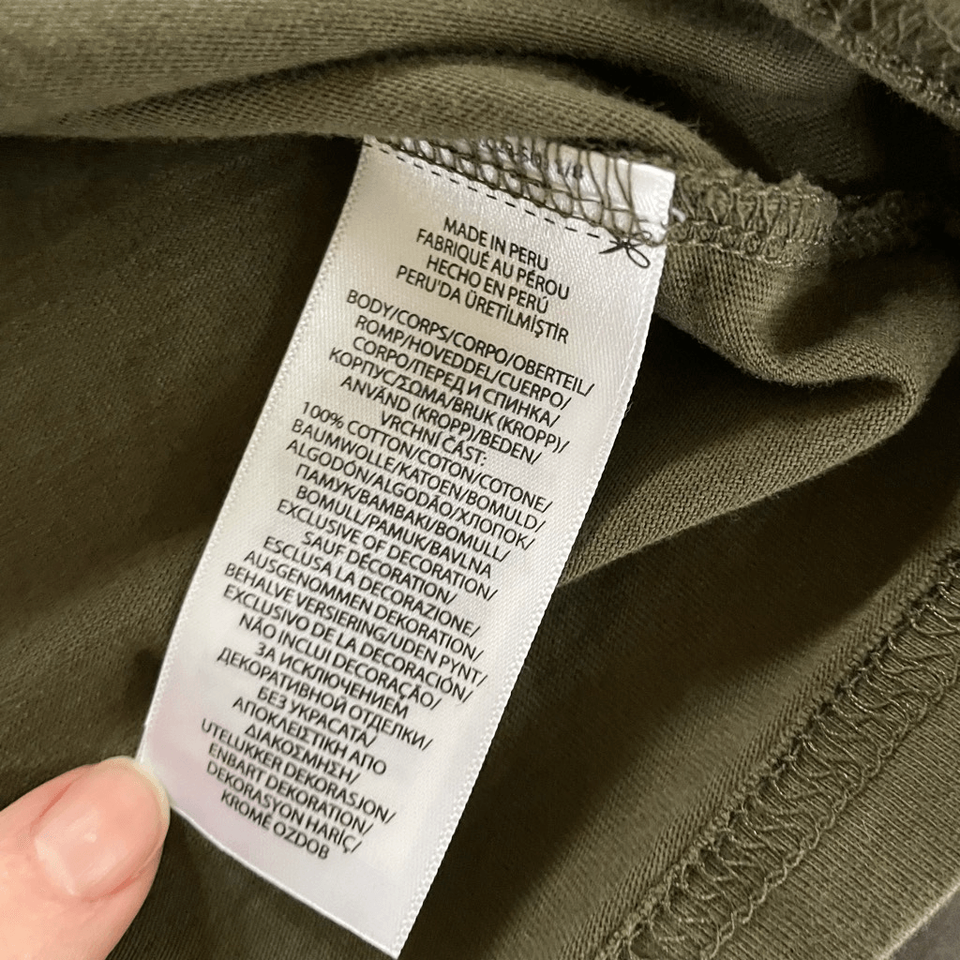 MADE IN PERU
FABRIQUÉ AU PÉROU
HECHO EN PERÚ
PERU'DA ÜRETİLMİŞTİR
BODY/CORPS/CORPO/OBERTEIL/
ROMP/HOVEDDEL/CUERPO/
CORPO/ПЕРЕД И СПИНКА/
КОРПУС/ΣΩΜΑ/BRUK (KROPP)/
ANVÄND (KROPP)/BEDEN/
VRCHNÍ ČÁST:
100% COTTON/COTON/COTONE/
BAUMWOLLE/KATOEN/BOMULD/
ALGODÓN/ALGODÃO/ХЛОПОК/
ПАМУК/ΒΑΜΒΑΚΙ/BOMULL/
BOMULL/PAMUK/BAVLNA
EXCLUSIVE OF DECORATION/
SAUF DÉCORATION/
ESCLUSA LA DECORAZIONE/
AUSGENOMMEN DEKORATION/
BEHALVE VERSIERING/UDEN PYNT/
EXCLUSIVO DE LA DECORACIÓN/
NÃO INCLUI DECORAÇÃO/
ЗА ИСКЛЮЧЕНИЕМ
ДЕКОРАТИВНОЙ ОТДЕЛКИ/
БЕЗ УКРАСАТА/
ΑΠΟΚΛΕΙΣΤΙΚΗ ΑΠΟ
ΔΙΑΚΟΣΜΗΣΗ/
UTELUKKER DEKORASJON/
ENBART DEKORATION/
DEKORASYON HARİÇ/
KROMĚ OZDOB